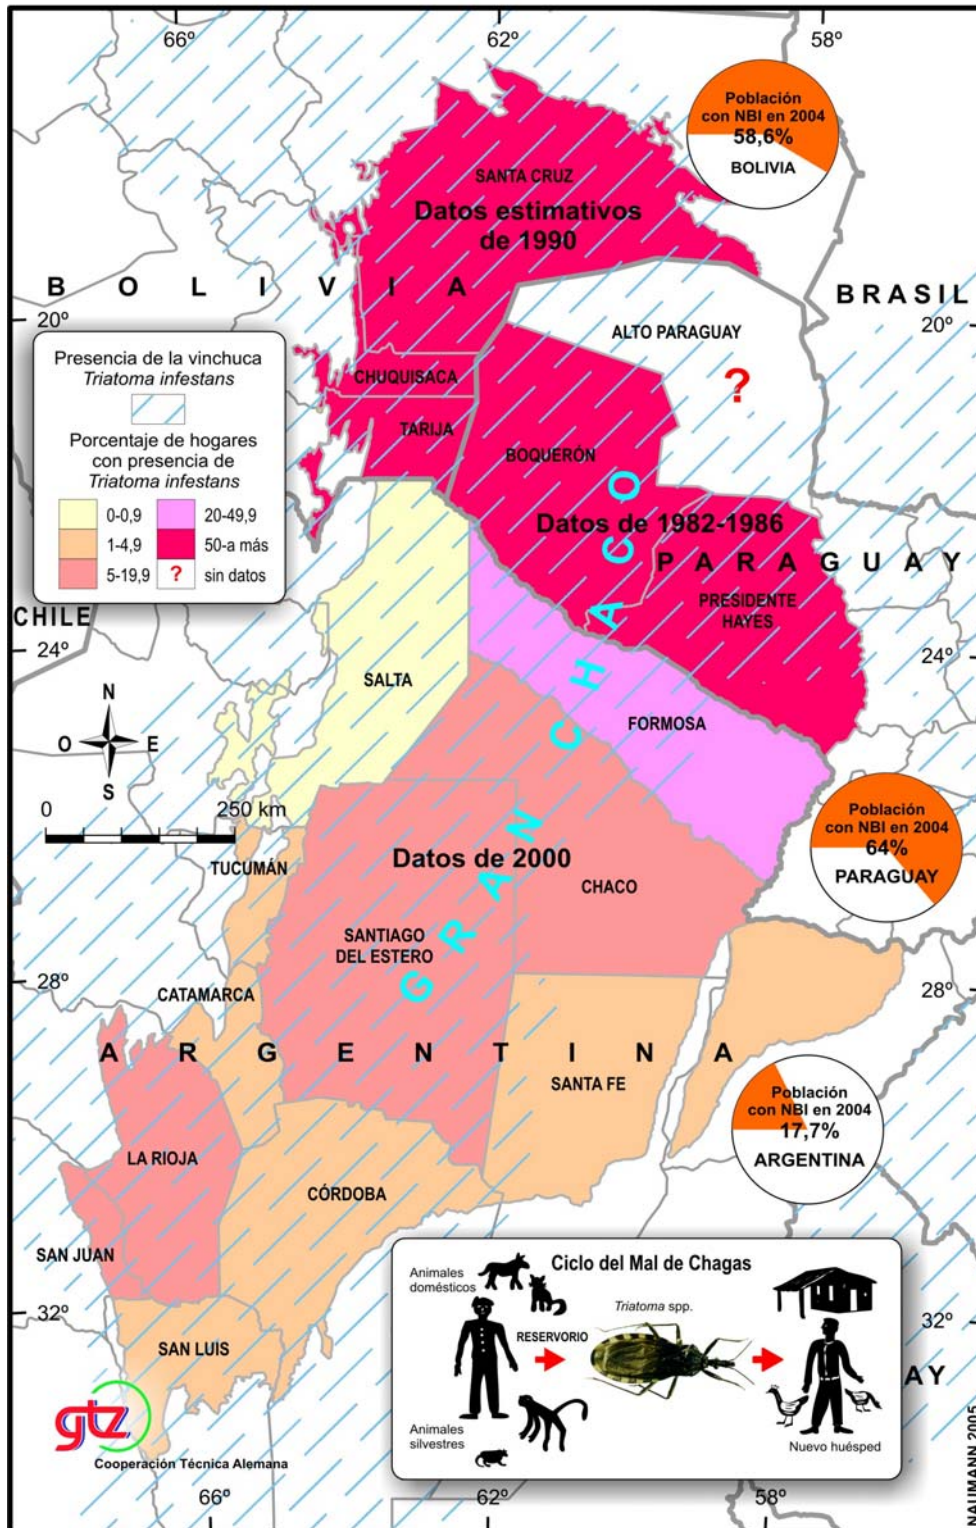 66º
62º
58º
Población
con NBI en 2004
58,6%
BOLIVIA
SANTA CRUZ
Datos estimativos
de 1990
BOLIVIA
BRASIL
20º
20º
ALTO PARAGUAY
?
Presencia de la vinchuca
Triatoma infestans
Porcentaje de hogares
con presencia de
Triatoma infestans
0-0,9
20-49,9
1-4,9
50-a más
5-19,9
? sin datos
CHUQUISACA
TARIJA
BOQUERÓN
Datos de 1982-1986
PARAGUAY
PRESIDENTE
HAYES
CHILE
24º
24º
SALTA
FORMOSA
GRAN CHACO
N
O
E
S
0
250 km
Población
con NBI en 2004
64%
PARAGUAY
TUCUMÁN
Datos de 2000
CHACO
SANTIAGO
DEL ESTERO
28º
28º
CATAMARCA
ARGENTINA
SANTA FE
Población
con NBI en 2004
17,7%
ARGENTINA
LA RIOJA
CÓRDOBA
SAN JUAN
32º
32º
SAN LUIS
Ciclo del Mal de Chagas
Animales
domésticos
Triatoma spp.
RESERVORIO
Animales
silvestres
Nuevo huésped
AY
gtz
Cooperación Técnica Alemana
66º
62º
58º
NAUMANN 2005